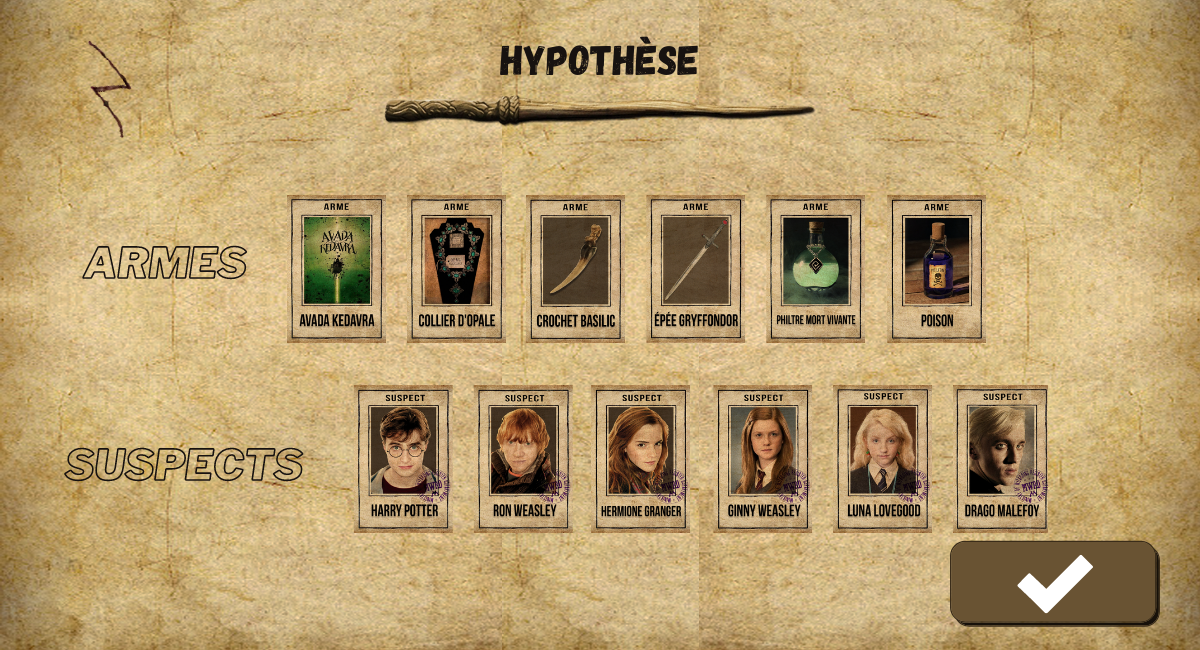 HYPOTHÈSE
ARMES
ARME
AVADA KEDAVRA
AVADA KEDAVRA
ARME
COLLIER D'OPALE
ARME
CROCHET BASILIC
ARME
ÉPÉE GRYFFONDOR
ARME
PHILTRE MORT VIVANTE
ARME
POISON
POISON
SUSPECTS
SUSPECT
HARRY POTTER
SUSPECT
RON WEASLEY
SUSPECT
HERMIONE GRANGER
SUSPECT
GINNY WEASLEY
SUSPECT
LUNA LOVEGOOD
SUSPECT
DRAGO MALEFOY